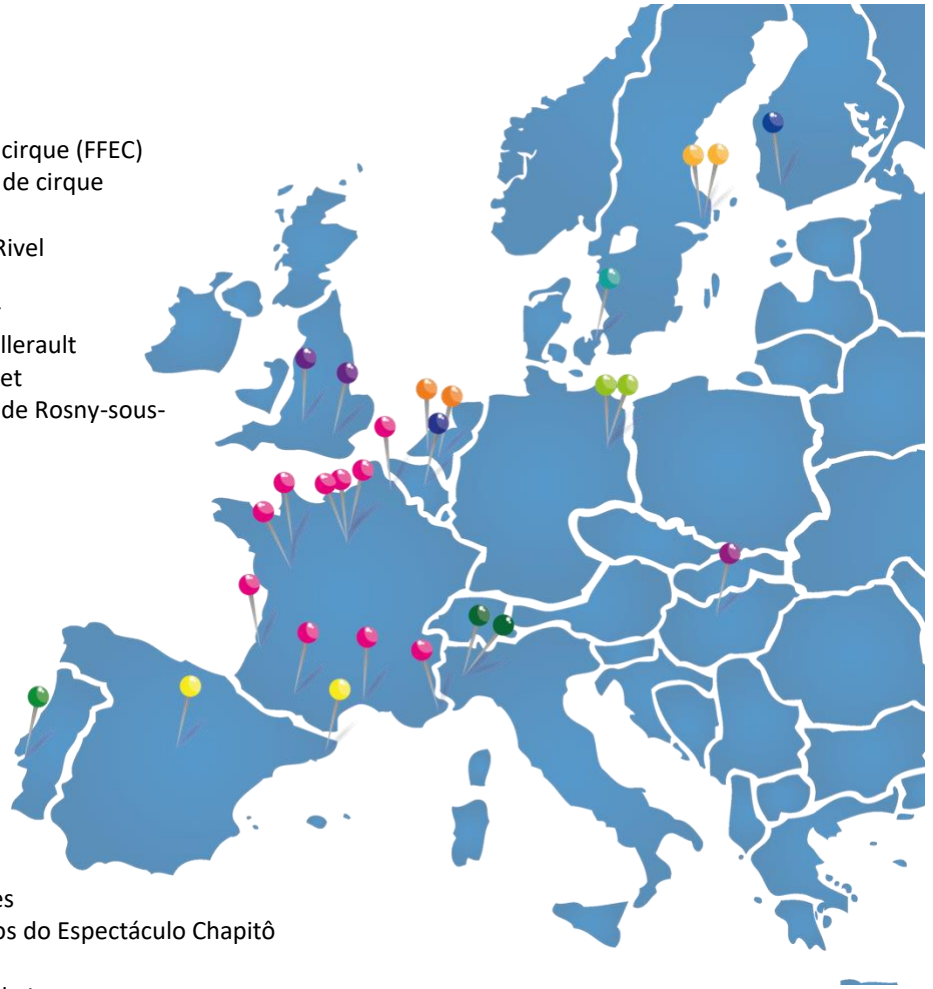 cirque (FFEC)
de cirque
Rivel
llerault
et
de Rosny-sous-
es
os do Espectáculo Chapitô